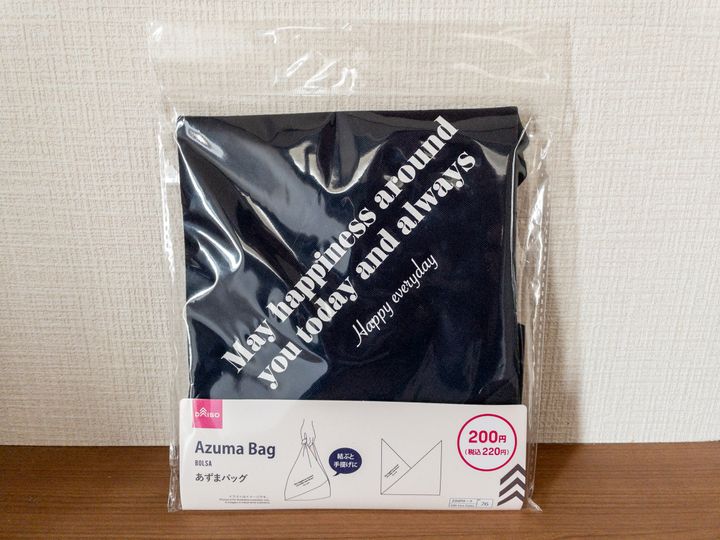 May happiness around
you today and always
Happy everyday
DAISO
Azuma Bag
BOLSA
あずまバッグ
結ぶと
手提げに
200円
(税込220円)